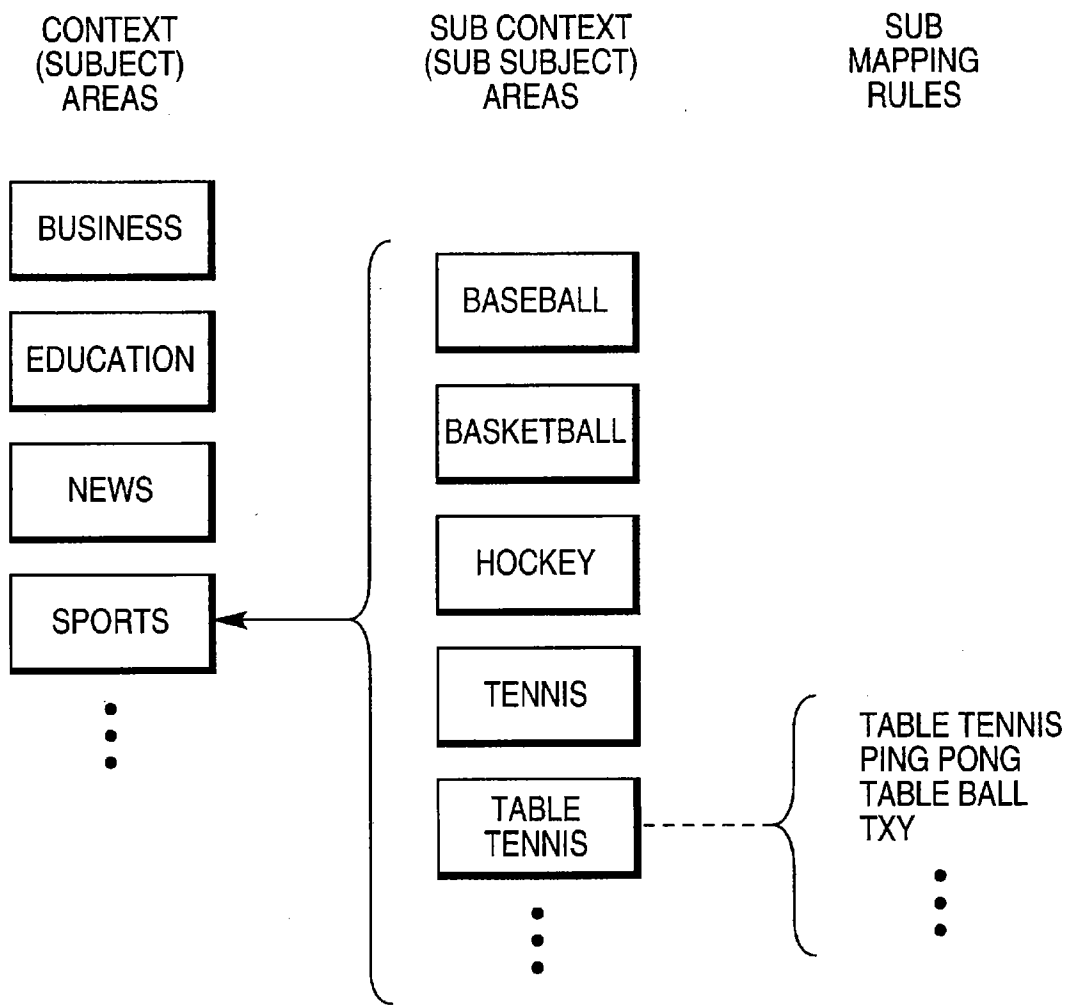 CONTEXT
(SUBJECT)
AREAS
SUB CONTEXT
(SUB SUBJECT)
AREAS
SUB
MAPPING
RULES
BUSINESS
EDUCATION
NEWS
SPORTS
BASEBALL
BASKETBALL
HOCKEY
TENNIS
TABLE
TENNIS
TABLE TENNIS
PING PONG
TABLE BALL
TXY